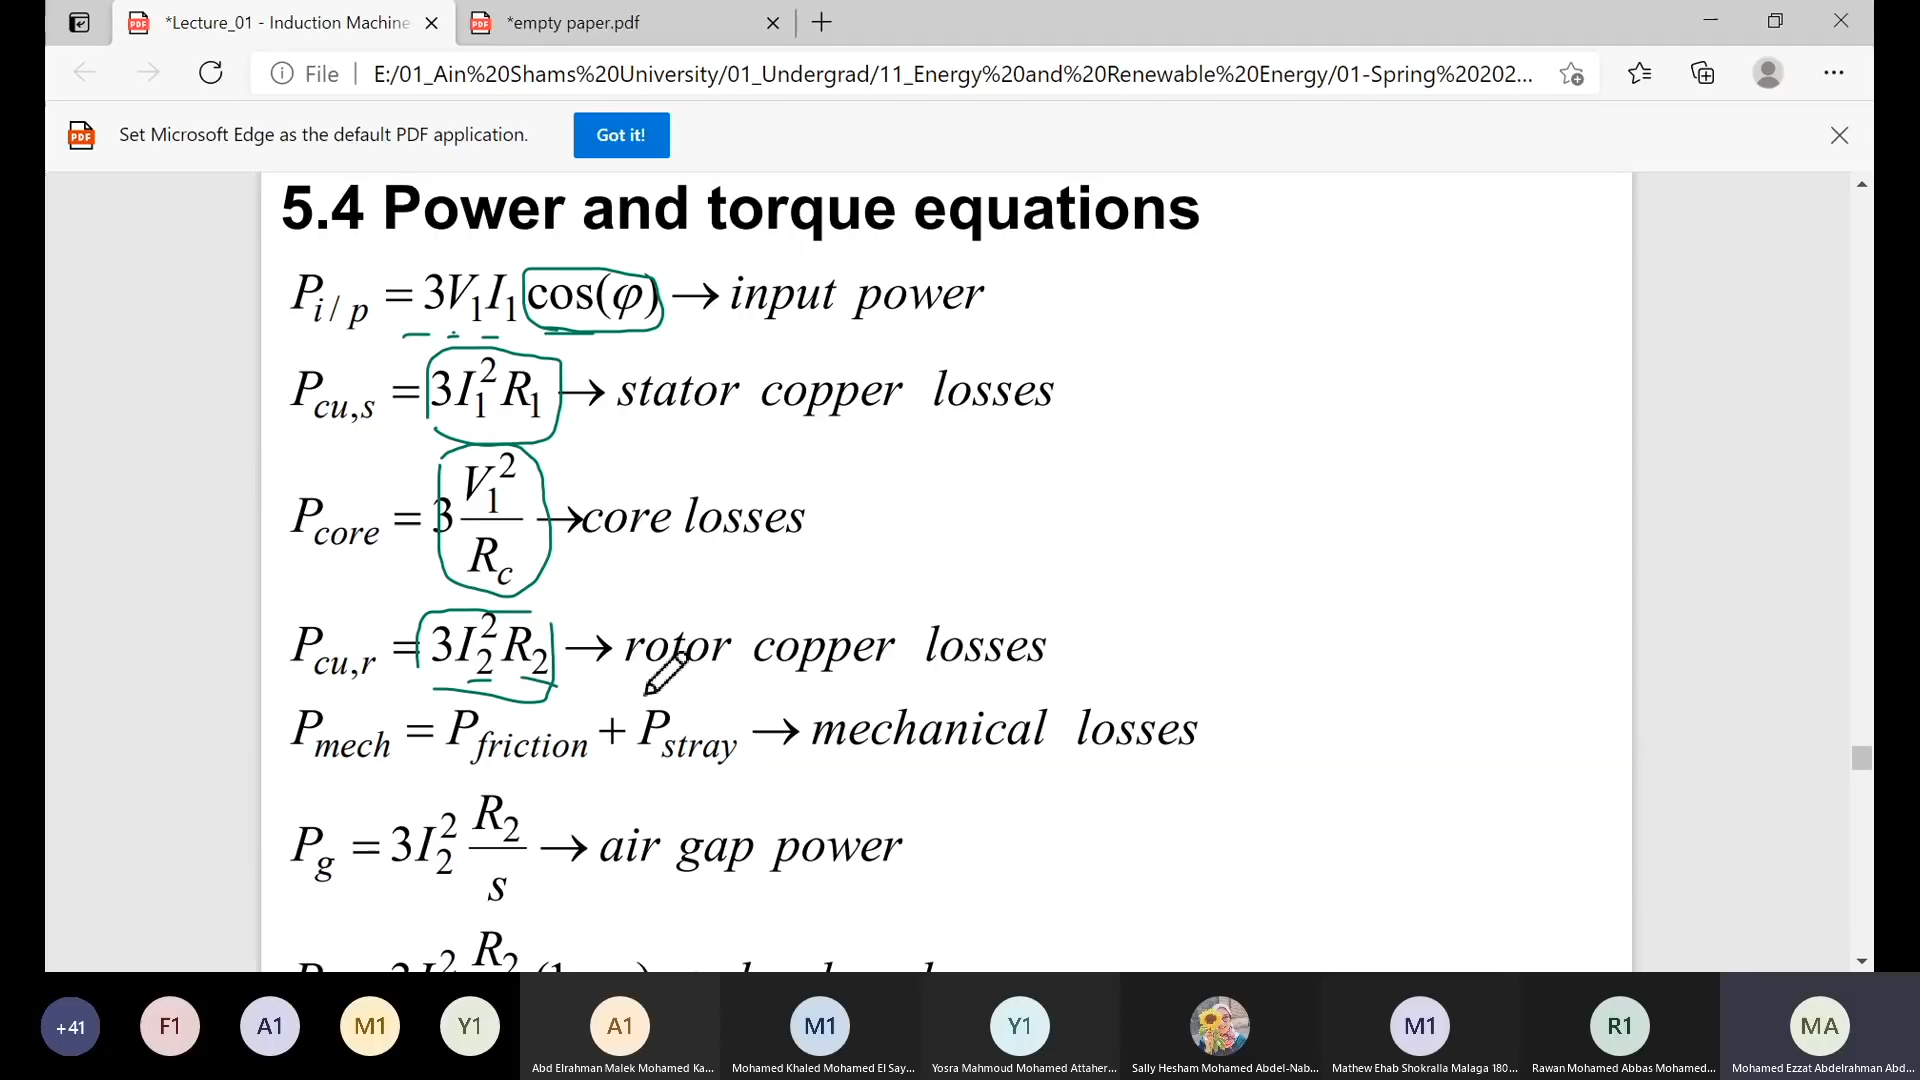 *Lecture_01 - Induction Machine
*empty paper.pdf
File
E:/01_Ain%20Shams%20University/01_Undergrad/11_Energy%20and%20Renewable%20Energy/01-Spring%20202...
PDF Set Microsoft Edge as the default PDF application. Got it!
5.4 Power and torque equations
P_{i/p} = 3V_1I_1 cos(φ) → input power
P_{cu,s} = 3I_1^2R_1 → stator copper losses
P_{core} = 3 V_1^2 / R_c → core losses
P_{cu,r} = 3I_2^2R_2 → rotor copper losses
P_{mech} = P_{friction} + P_{stray} → mechanical losses
P_g = 3I_2^2 R_2 / s → air gap power
+41 F1 A1 M1 Y1 A1 M1 Y1 M1 R1 MA
Abd Elrahman Malek Mohamed Ka... Mohamed Khaled Mohamed El Say... Yosra Mahmoud Mohamed Attaher... Sally Hesham Mohamed Abdel-Nab... Mathew Ehab Shokralla Malaga 180... Rawan Mohamed Abbas Mohamed... Mohamed Ezzat Abdelrahman Abd...